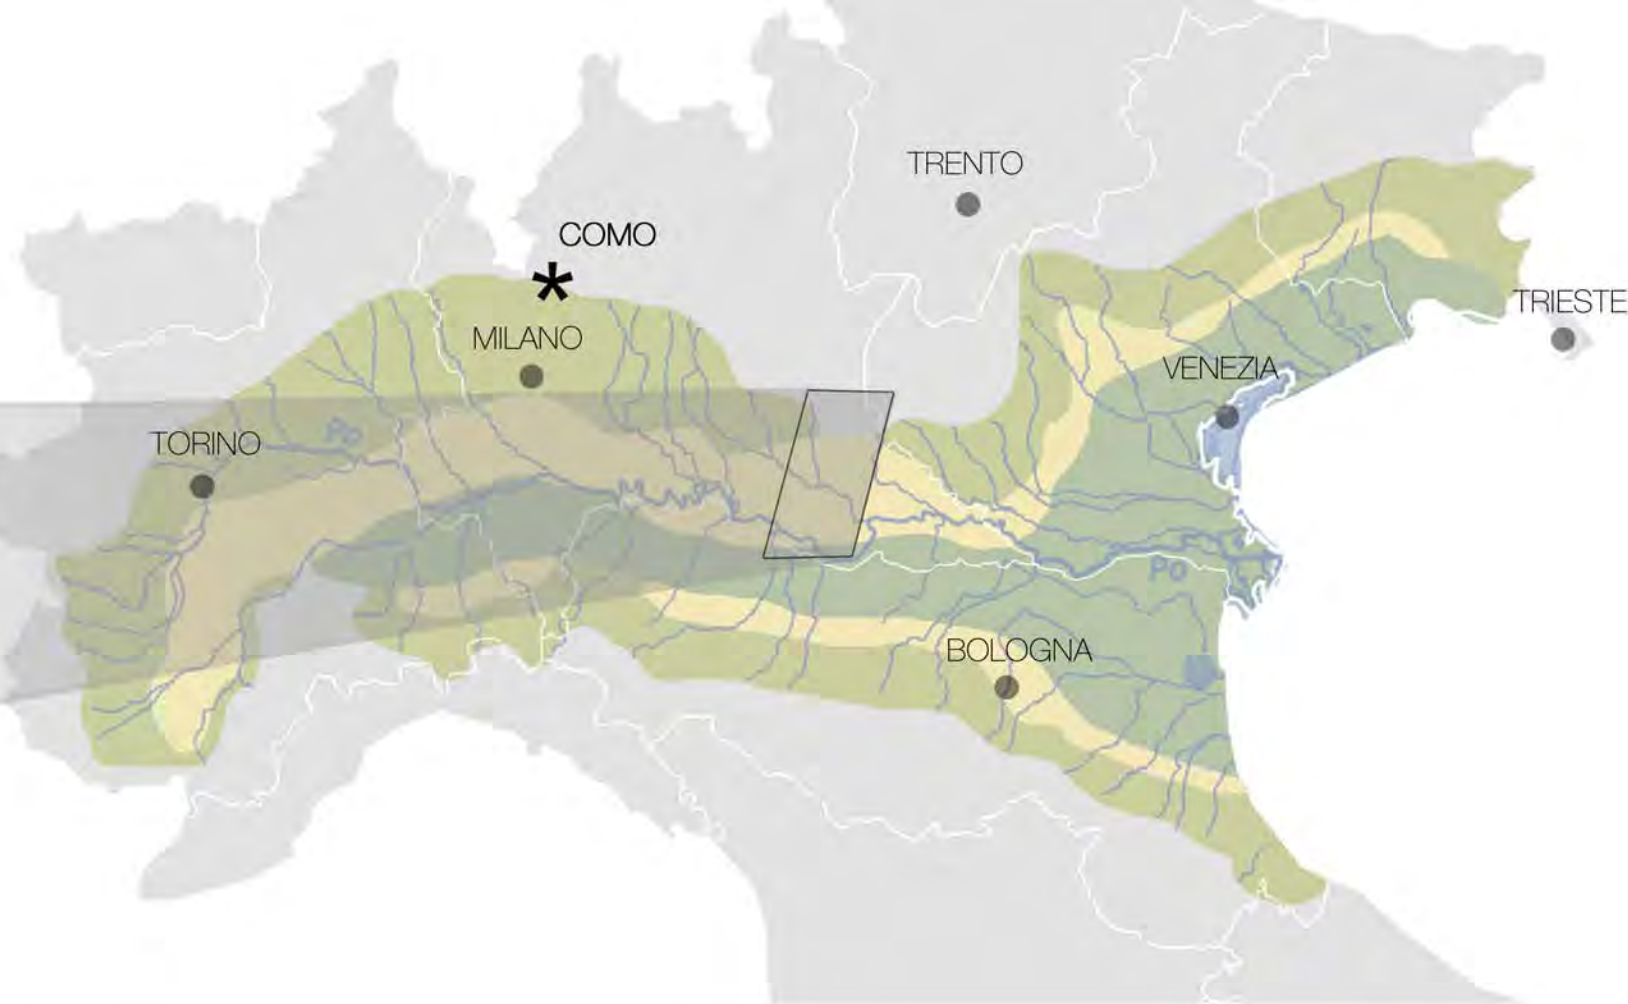 TRENTO
COMO
*
TRIESTE
MILANO
VENEZIA
Po
TORINO
Po
BOLOGNA